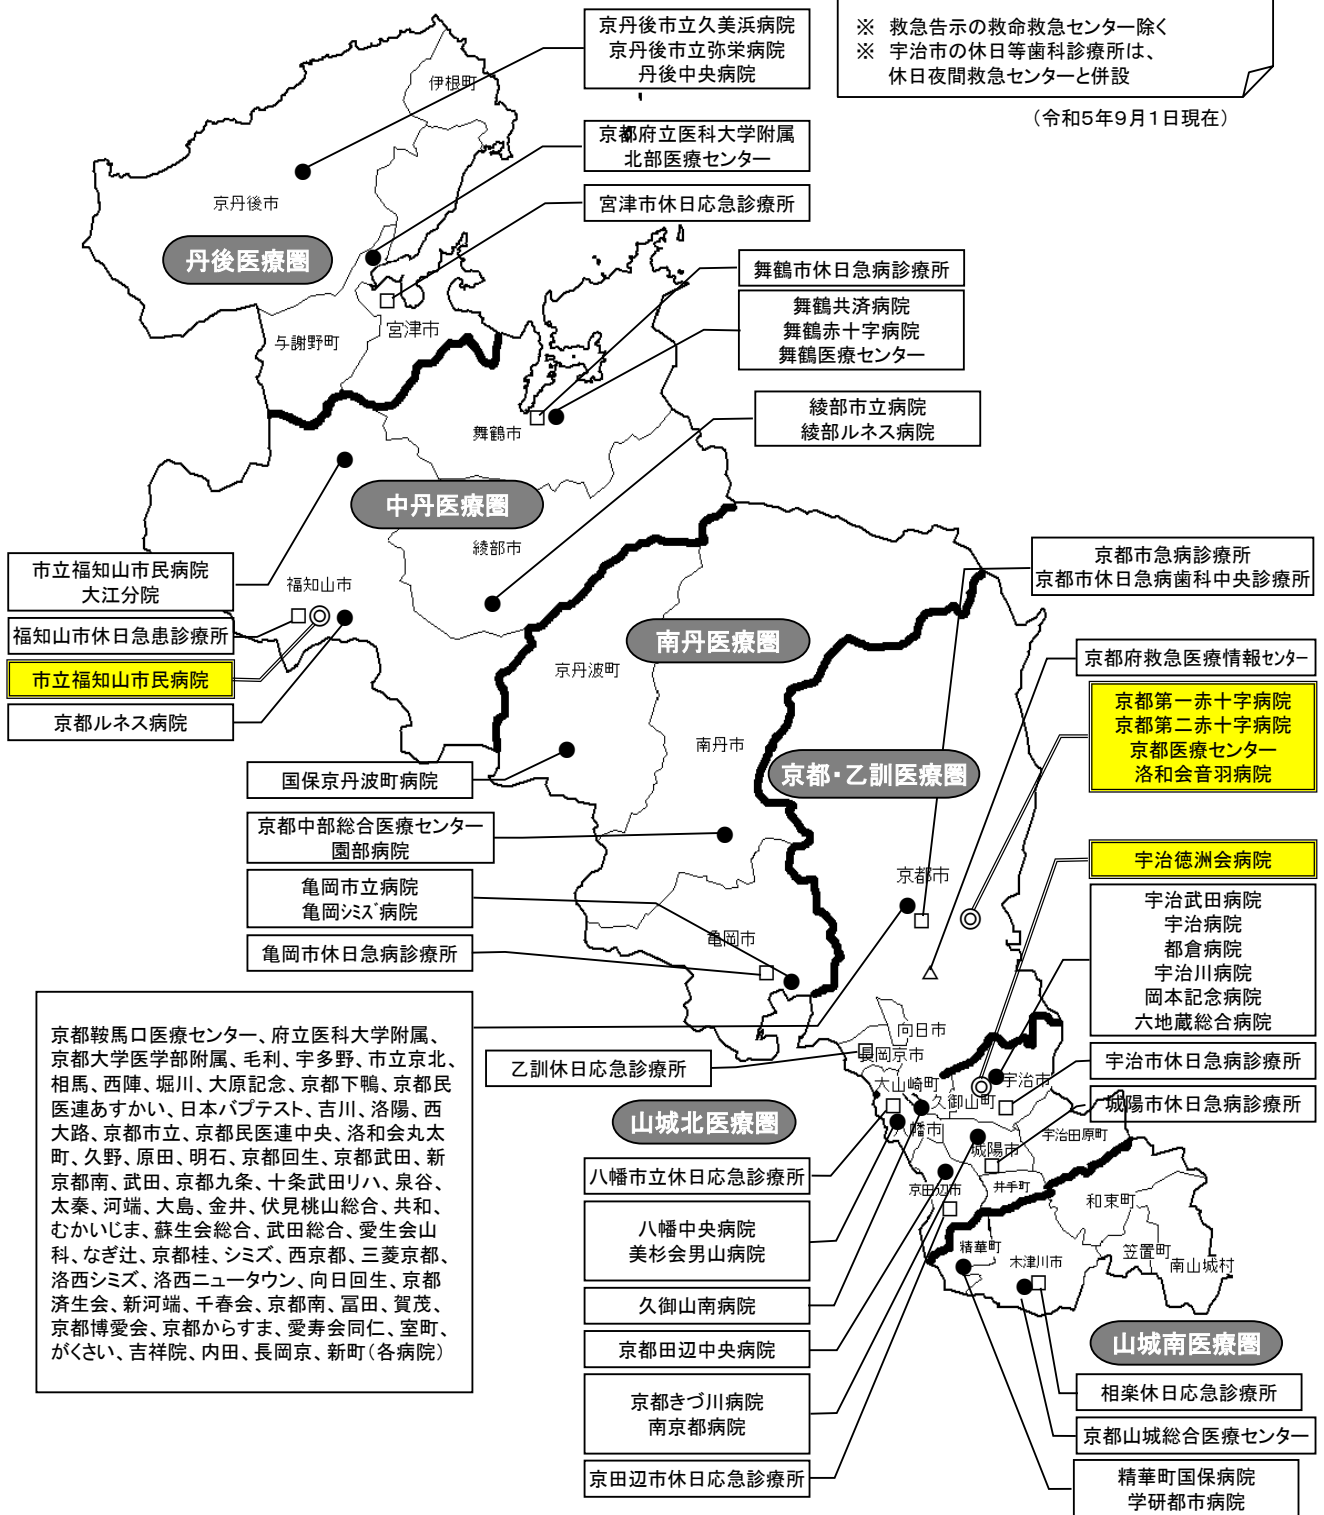 ※ 救急告示の救命救急センター除く
※ 宇治市の休日等歯科診療所は、
休日夜間救急センターと併設
（令和5年9月1日現在）
京丹後市立久美浜病院
京丹後市立弥栄病院
丹後中央病院
伊根町
京都府立医科大学附属
北部医療センター
京丹後市
宮津市休日応急診療所
丹後医療圏
舞鶴市休日急病診療所
舞鶴共済病院
舞鶴赤十字病院
舞鶴医療センター
宮津市
与謝野町
綾部市立病院
綾部ルネス病院
舞鶴市
中丹医療圏
綾部市
京都市急病診療所
京都市休日急病歯科中央診療所
市立福知山市民病院
大江分院
福知山市
福知山市休日急患診療所
南丹医療圏
京都府救急医療情報センター
京丹波町
市立福知山市民病院
京都ルネス病院
京都第一赤十字病院
京都第二赤十字病院
京都医療センター
洛和会音羽病院
南丹市
京都・乙訓医療圏
国保京丹波町病院
京都中部総合医療センター
園部病院
宇治徳洲会病院
京都市
亀岡市立病院
亀岡シミズ病院
宇治武田病院
宇治病院
都倉病院
宇治川病院
岡本記念病院
六地蔵総合病院
亀岡市
亀岡市休日急病診療所
京都鞍馬口医療センター、府立医科大学附属、
京都大学医学部附属、毛利、宇多野、市立京北、
相馬、西陣、堀川、大原記念、京都下鴨、京都民
医連あすかい、日本バプテスト、吉川、洛陽、西
大路、京都市立、京都民医連中央、洛和会丸太
町、久野、原田、明石、京都回生、京都武田、新
京都南、武田、京都九条、十条武田リハ、泉谷、
太秦、河端、大島、金井、伏見桃山総合、共和、
むかいじま、蘇生会総合、武田総合、愛生会山
科、なぎ辻、京都桂、シミズ、西京都、三菱京都、
洛西シミズ、洛西ニュータウン、向日回生、京都
済生会、新河端、千春会、京都南、冨田、賀茂、
京都博愛会、京都からすま、愛寿会同仁、室町、
がくさい、吉祥院、内田、長岡京、新町（各病院）
向日市
長岡京市
乙訓休日応急診療所
宇治市休日急病診療所
大山崎町
宇治市
久御山町
城陽市休日急病診療所
山城北医療圏
八幡市
宇治田原町
城陽市
八幡市立休日応急診療所
京田辺市
井手町
和束町
八幡中央病院
美杉会男山病院
精華町
笠置町
木津川市
南山城村
久御山南病院
京都田辺中央病院
山城南医療圏
京都きづ川病院
南京都病院
相楽休日応急診療所
京都山城総合医療センター
京田辺市休日応急診療所
精華町国保病院
学研都市病院